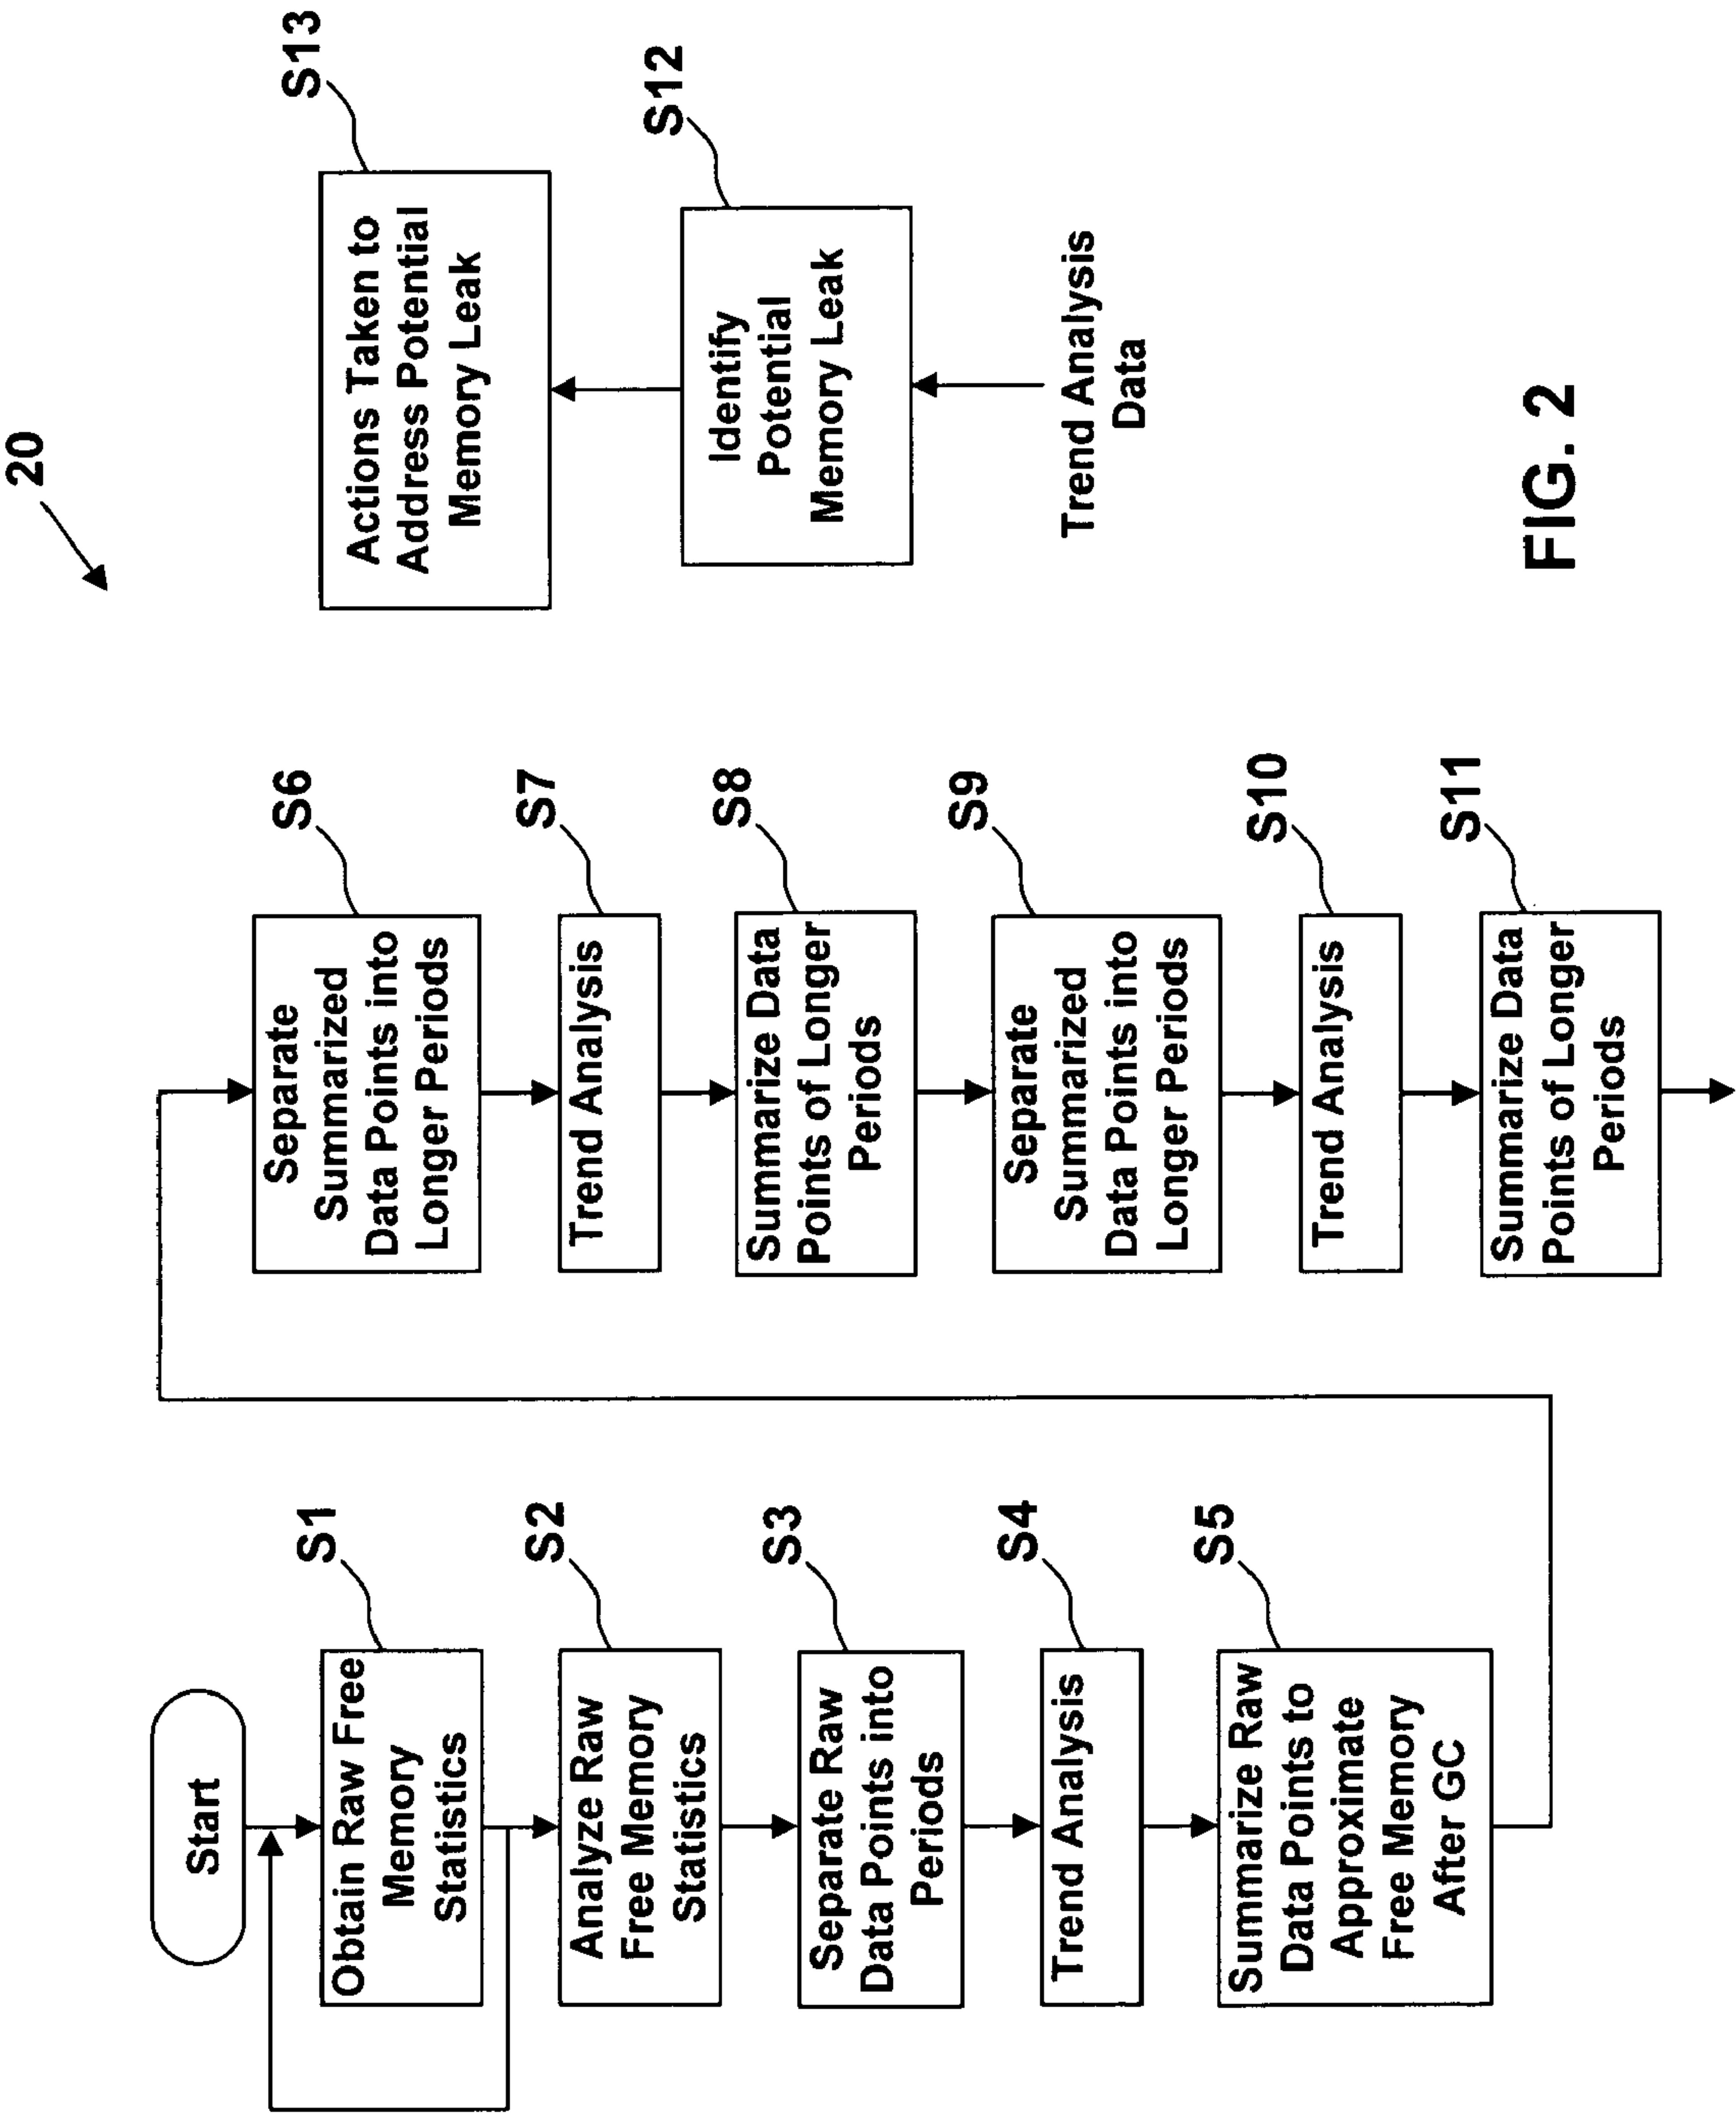 20
Start
Obtain Raw Free
Memory
Statistics
S1
Analyze Raw
Free Memory
Statistics
S2
Separate Raw
Data Points into
Periods
S3
Trend Analysis
S4
Summarize Raw
Data Points to
Approximate
Free Memory
After GC
S5
Separate
Summarized
Data Points into
Longer Periods
S6
Trend Analysis
S7
Summarize Data
Points of Longer
Periods
S8
Separate
Summarized
Data Points into
Longer Periods
S9
Trend Analysis
S10
Summarize Data
Points of Longer
Periods
S11
Actions Taken to
Address Potential
Memory Leak
S13
Identify
Potential
Memory Leak
S12
Trend Analysis
Data
FIG. 2